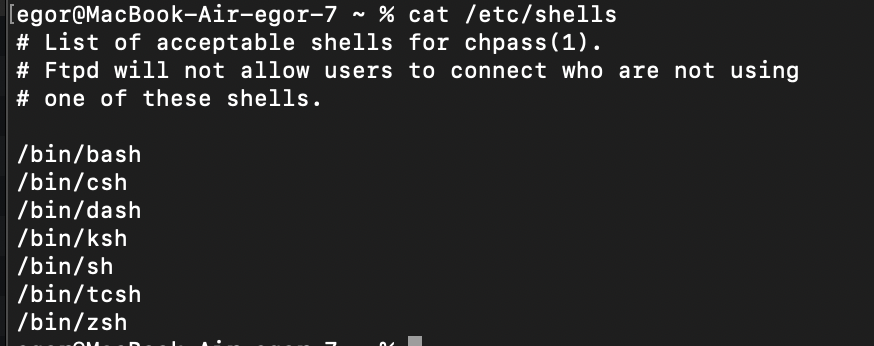 [egor@MacBook-Air-egor-7 ~ % cat /etc/shells
# List of acceptable shells for chpass(1).
# Ftpd will not allow users to connect who are not using
# one of these shells.
/bin/bash
/bin/csh
/bin/dash
/bin/ksh
/bin/sh
/bin/tcsh
/bin/zsh
egor@MacBook-Air-egor-7 ~ %